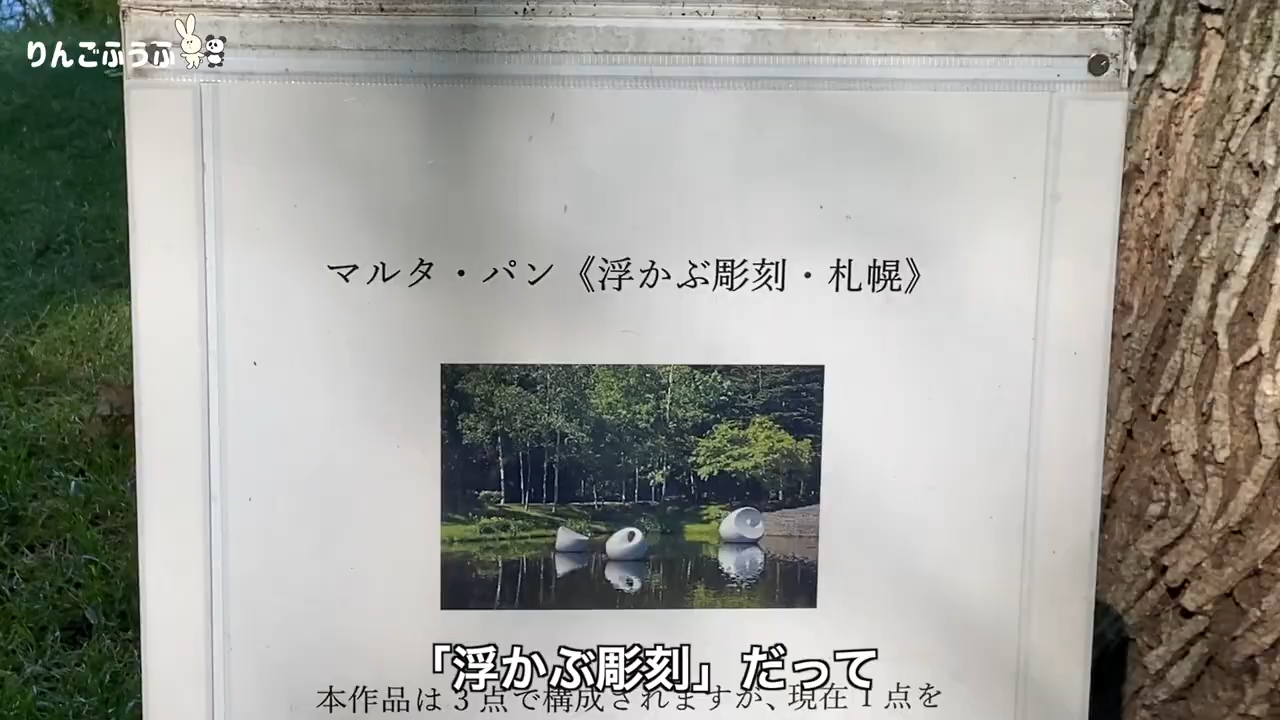 りんごふうふ
マルタ・パン《浮かぶ彫刻・札幌》
「浮かぶ彫刻」だって
本作品は3点で構成されますが、現在1点を